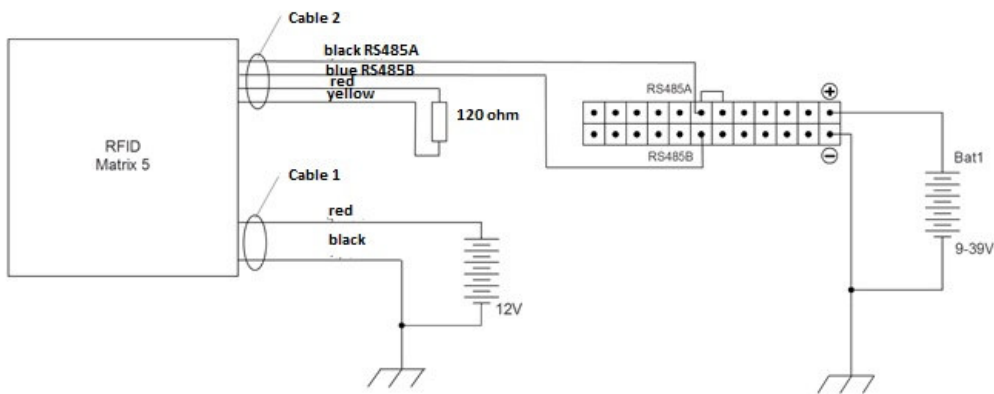 Cable 2
black RS485A
blue RS485B
red
yellow
120 ohm
RS485A
RS485B
+
−
Bat1
9-39V
RFID
Matrix 5
Cable 1
red
black
12V